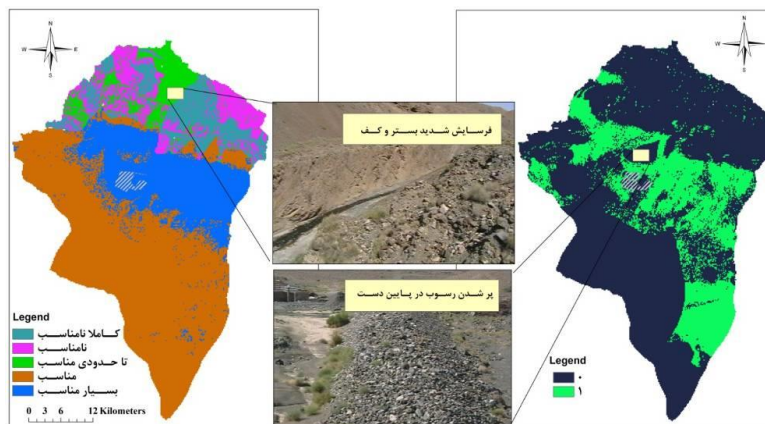 N
W E
S
فرسایش شدید بستر و کف
پر شدن رسوب در پایین دست
Legend
کاملا نامناسب
نامناسب
تا حدودی مناسب
مناسب
بسیار مناسب
0 3 6 12 Kilometers
N
W E
S
Legend
۰
۱